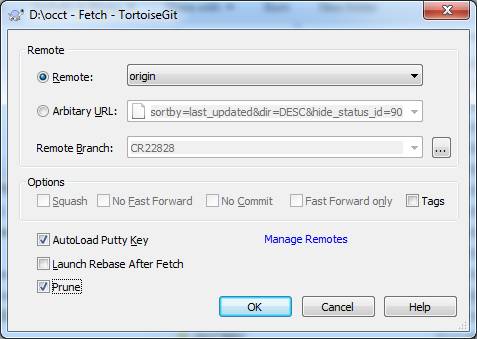 D:\occt - Fetch - TortoiseGit
Remote
Remote: origin
Arbitary URL: sortby=last_updated&dir=DESC&hide_status_id=90
Remote Branch: CR22828 ...
Options
Squash No Fast Forward No Commit Fast Forward only Tags
AutoLoad Putty Key Manage Remotes
Launch Rebase After Fetch
Prune
OK Cancel Help